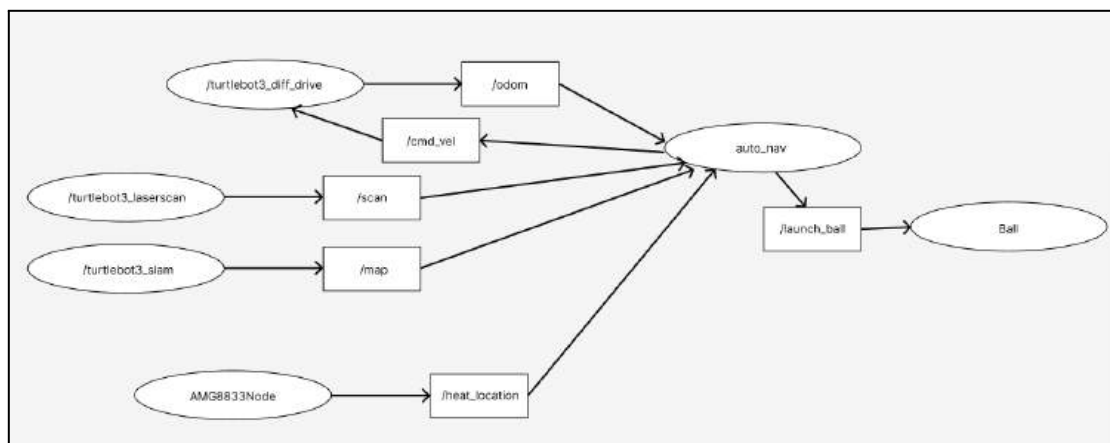 /turtlebot3_diff_drive
/odom
/cmd_vel
auto_nav
/turtlebot3_laserscan
/scan
/launch_ball
Ball
/turtlebot3_slam
/map
AMG8833Node
/heat_location